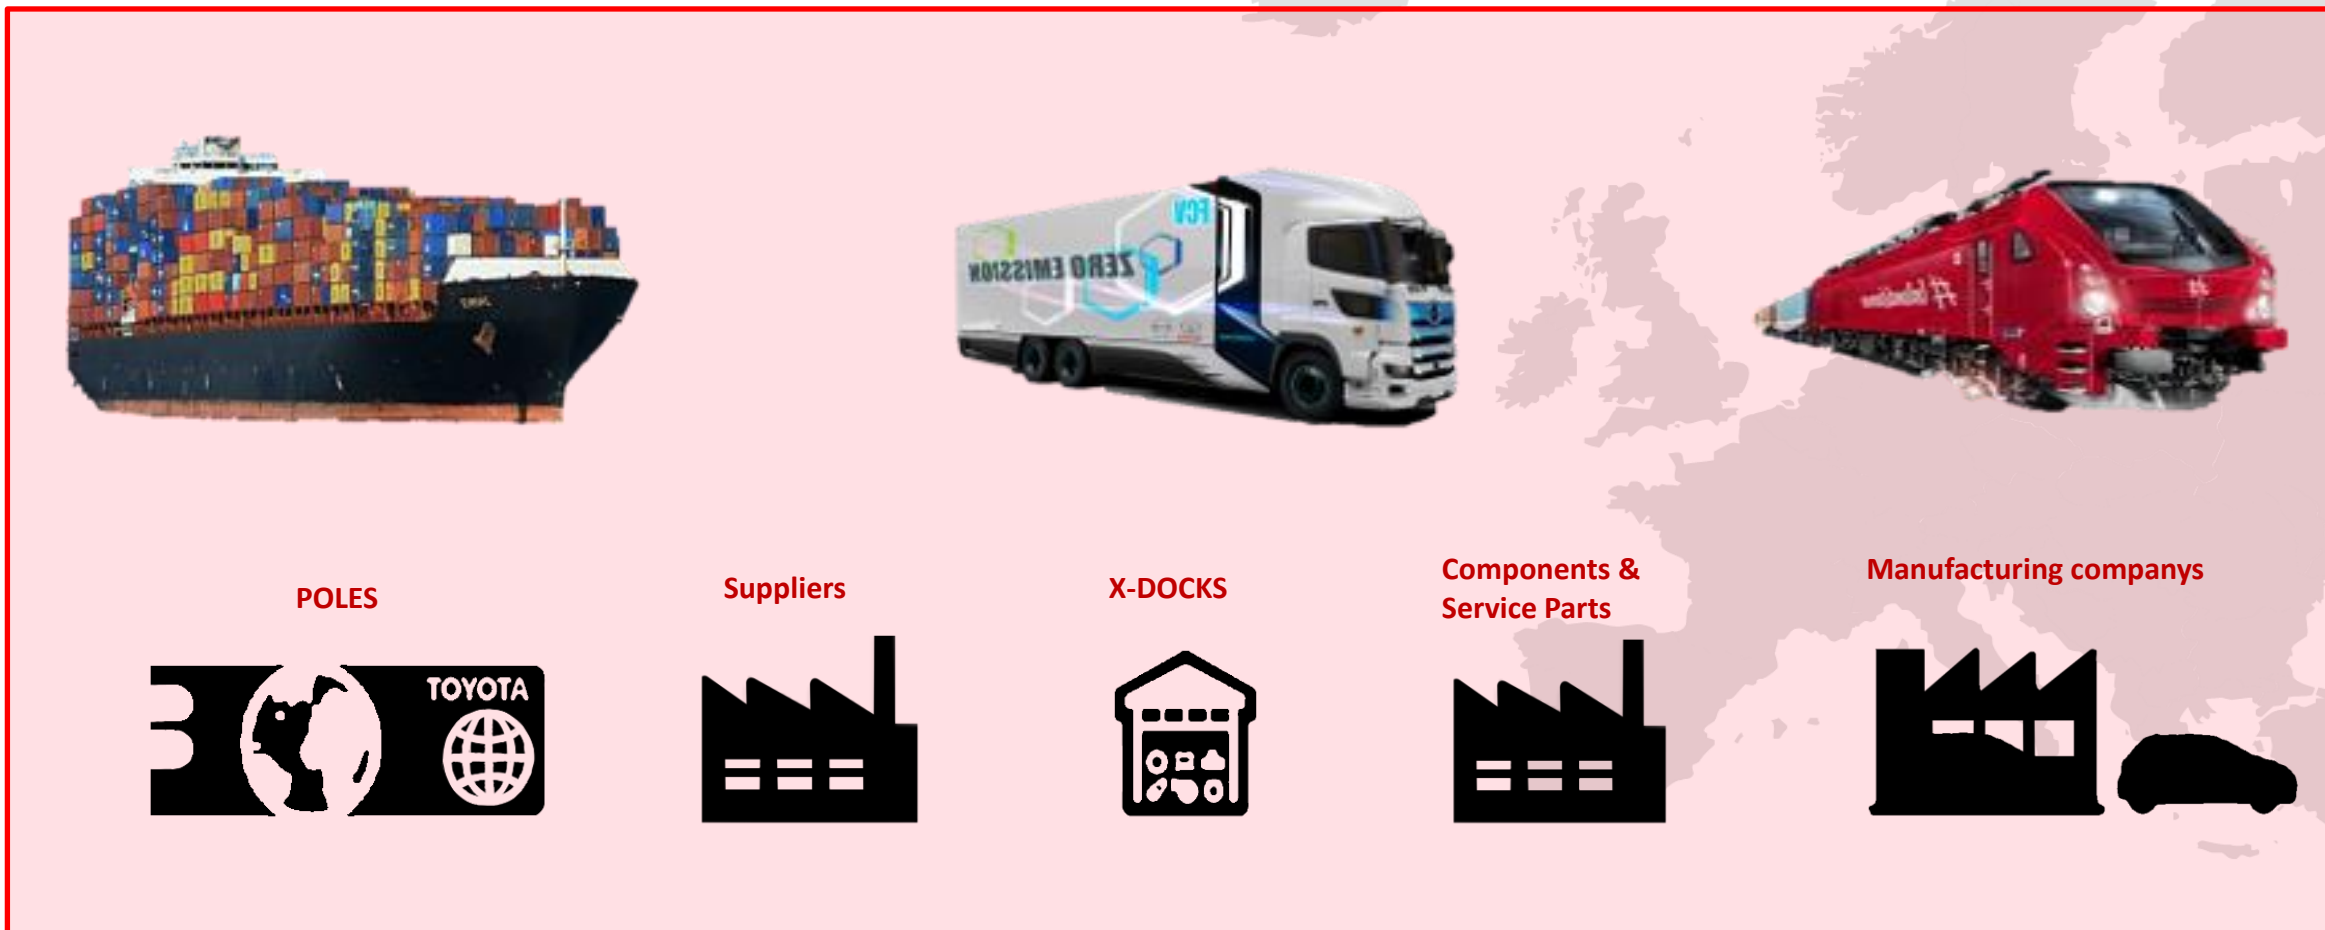 FCV
ZERO EMISSION
POLES
Suppliers
X-DOCKS
Components &
Service Parts
Manufacturing companys
TOYOTA